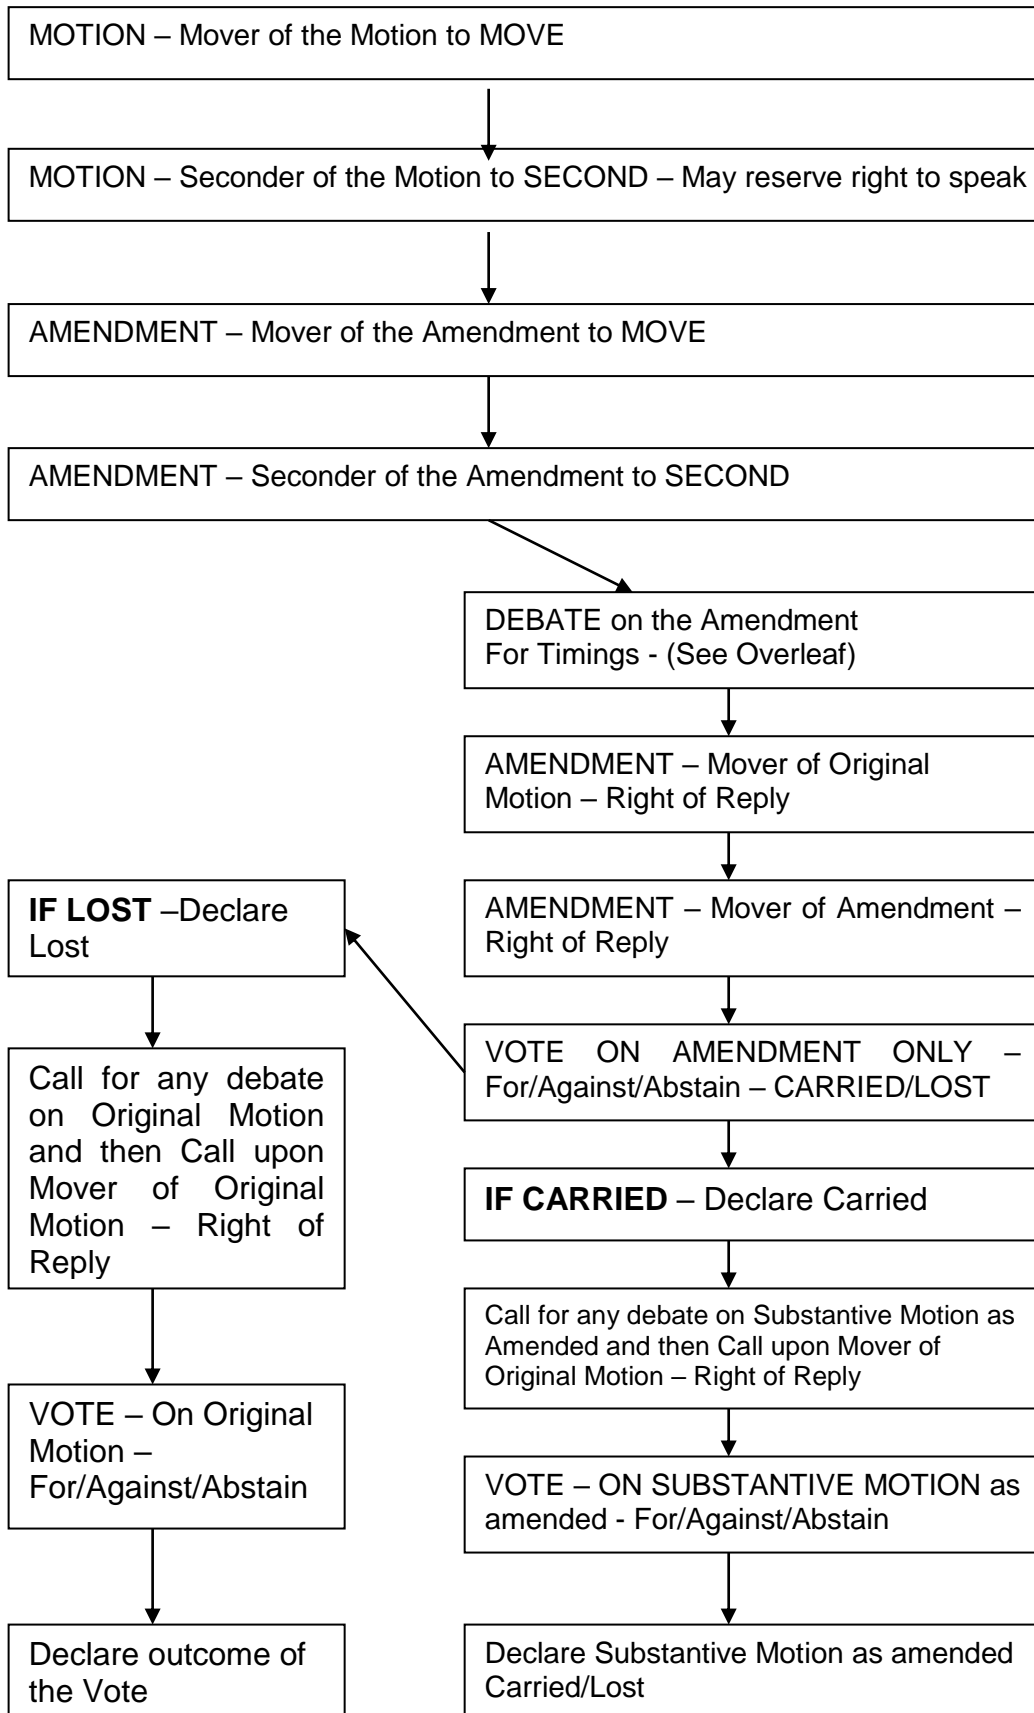 MOTION – Mover of the Motion to MOVE
MOTION – Seconder of the Motion to SECOND – May reserve right to speak
AMENDMENT – Mover of the Amendment to MOVE
AMENDMENT – Seconder of the Amendment to SECOND
DEBATE on the Amendment
For Timings - (See Overleaf)
AMENDMENT – Mover of Original
Motion – Right of Reply
AMENDMENT – Mover of Amendment –
Right of Reply
VOTE ON AMENDMENT ONLY –
For/Against/Abstain – CARRIED/LOST
IF LOST –Declare
Lost
Call for any debate
on Original Motion
and then Call upon
Mover of Original
Motion – Right of
Reply
VOTE – On Original
Motion –
For/Against/Abstain
Declare outcome of
the Vote
IF CARRIED – Declare Carried
Call for any debate on Substantive Motion as
Amended and then Call upon Mover of
Original Motion – Right of Reply
VOTE – ON SUBSTANTIVE MOTION as
amended - For/Against/Abstain
Declare Substantive Motion as amended
Carried/Lost